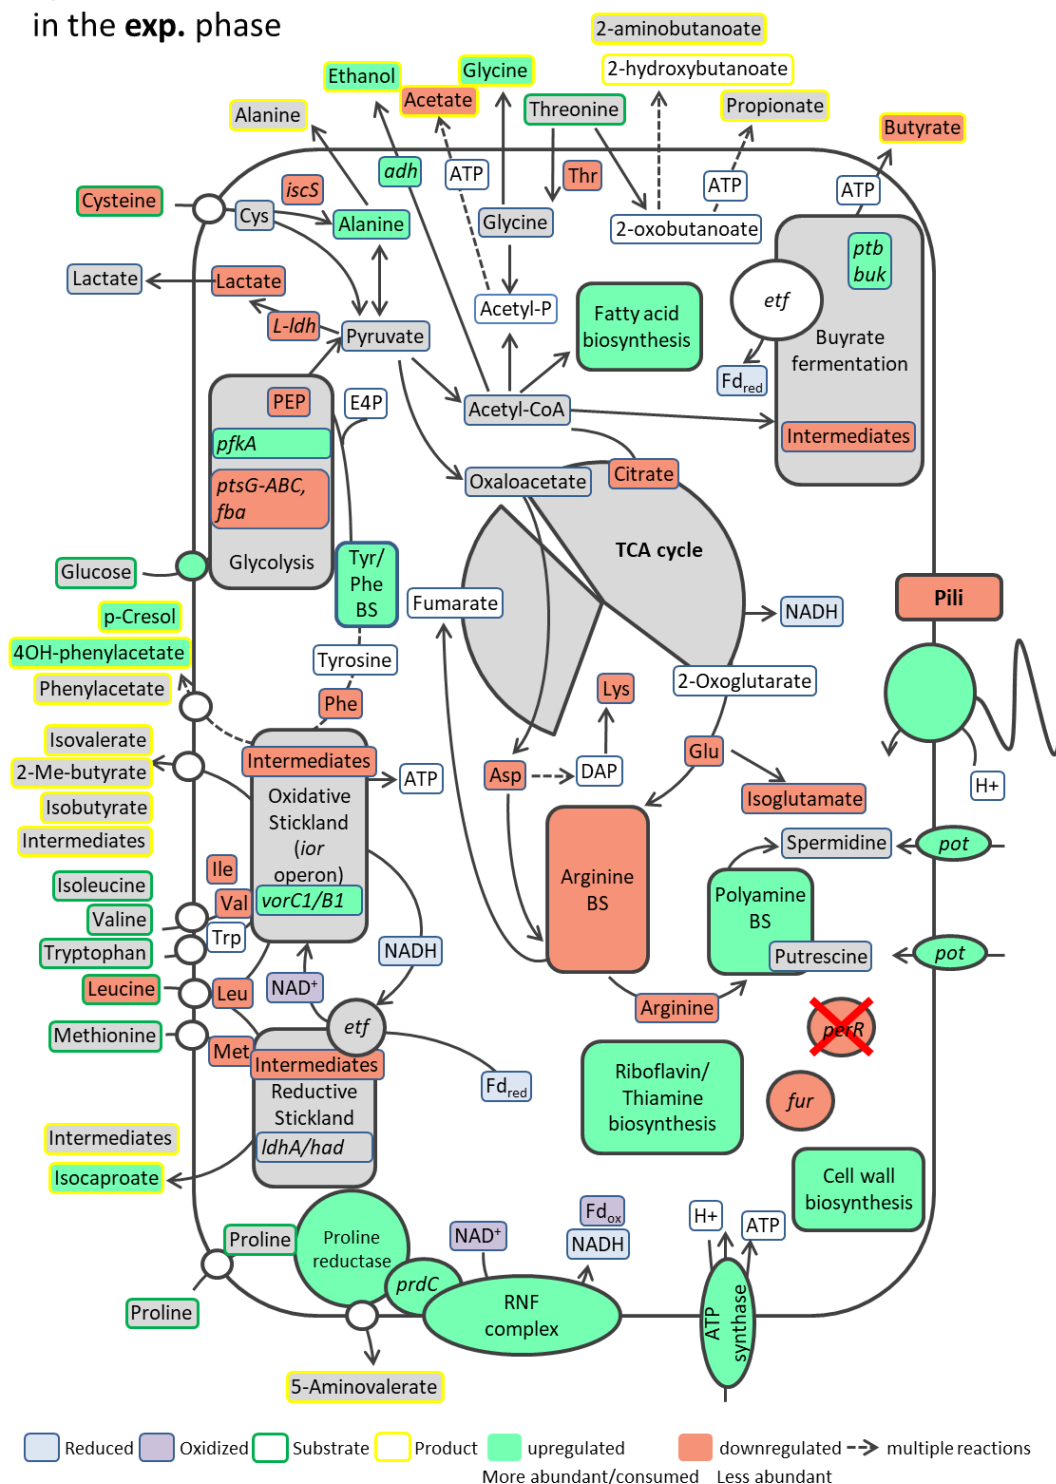 in the exp. phase
2-aminobutanoate
2-hydroxybutanoate
Ethanol
Glycine
Acetate
Alanine
Threonine
Propionate
Butyrate
Cysteine
iscS
adh
ATP
Thr
ATP
ATP
Cys
Alanine
Glycine
2-oxobutanoate
ptb
buk
Lactate
Lactate
L-ldh
Pyruvate
Acetyl-P
Fatty acid
biosynthesis
etf
Buyrate
fermentation
Fdred
PEP
E4P
Acetyl-CoA
pfkA
Intermediates
ptsG-ABC,
fba
Oxaloacetate
Citrate
TCA cycle
Glycolysis
Glucose
Tyr/
Phe
BS
Fumarate
NADH
Pili
p-Cresol
4OH-phenylacetate
Phenylacetate
Tyrosine
Phe
Lys
2-Oxoglutarate
Isovalerate
2-Me-butyrate
Isobutyrate
Intermediates
Intermediates
ATP
Asp
DAP
Glu
Isoglutamate
H+
Oxidative
Stickland
(ior
operon)
vorC1/B1
Spermidine
pot
Ile
Val
Trp
Isoleucine
Valine
Tryptophan
Arginine
BS
Polyamine
BS
Putrescine
pot
NADH
Leucine
Leu
NAD+
Arginine
Methionine
Met
etf
perR
Intermediates
Reductive
Stickland
ldhA/had
Fdred
Riboflavin/
Thiamine
biosynthesis
fur
Intermediates
Isocaproate
Cell wall
biosynthesis
Proline
Proline
reductase
NAD+
Fdox
NADH
H+
ATP
prdC
Proline
RNF
complex
ATP
synthase
5-Aminovalerate
Reduced Oxidized Substrate Product upregulated downregulated multiple reactions
More abundant/consumed Less abundant